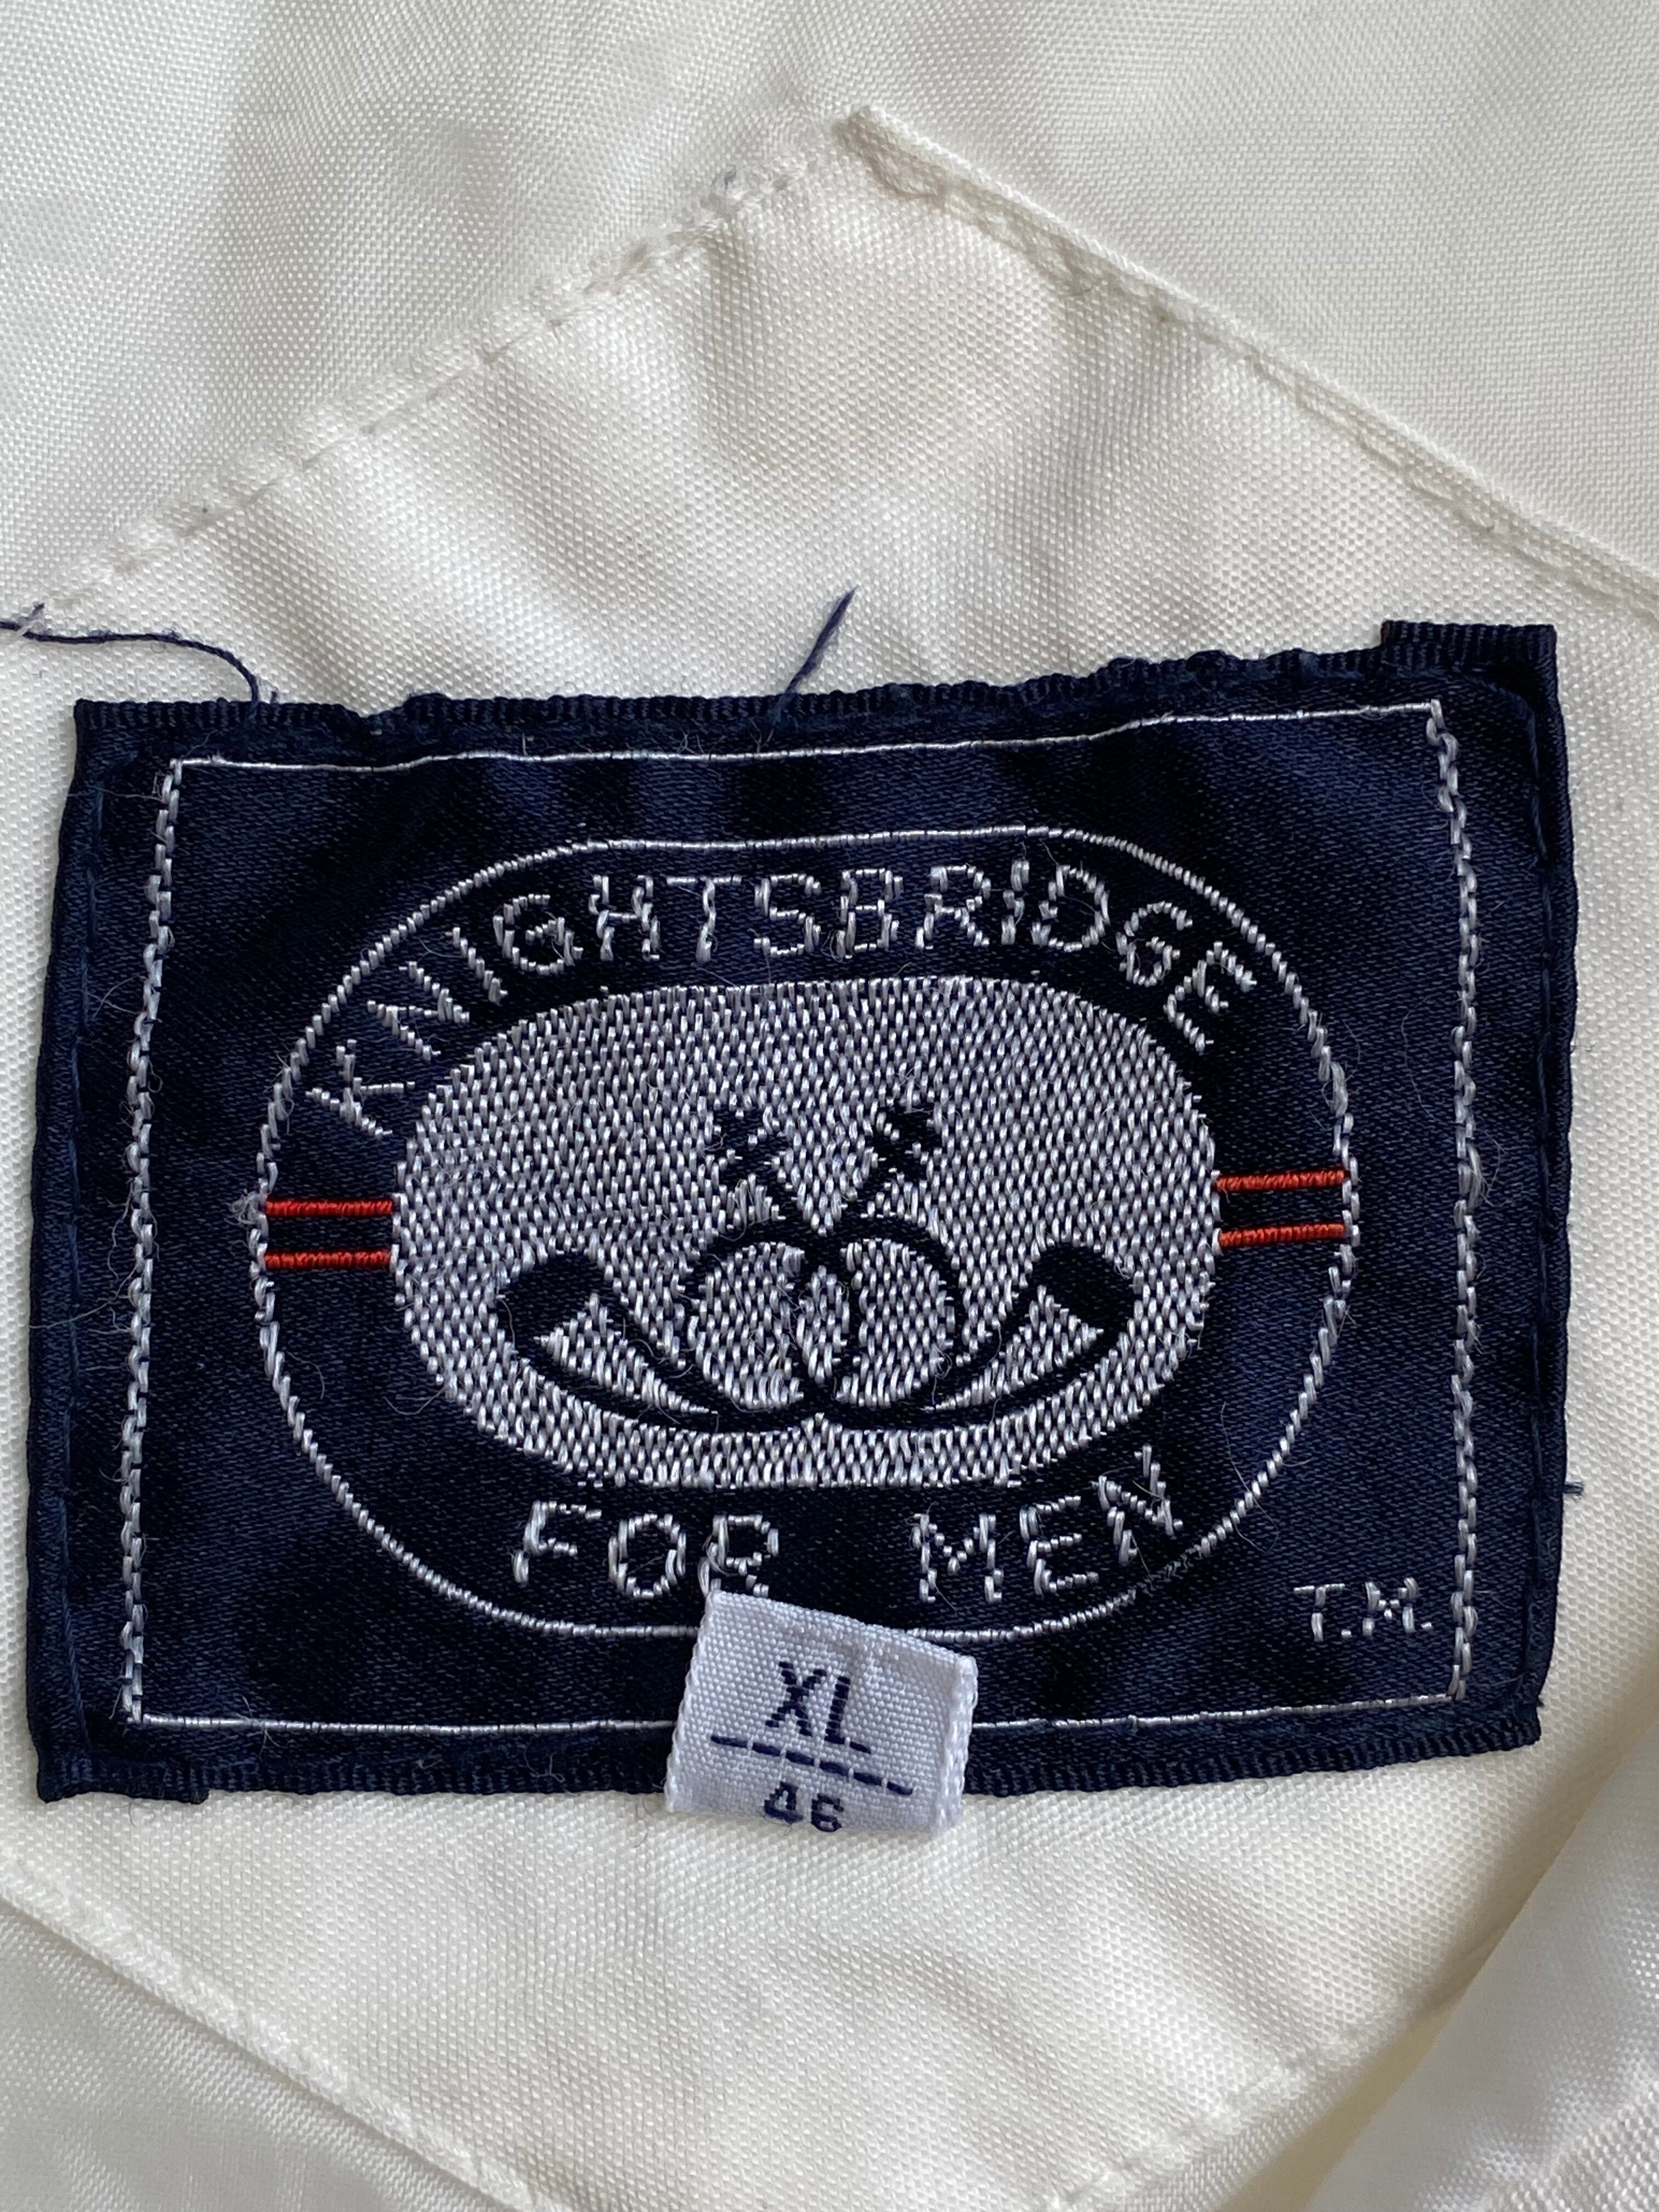 KNIGHTSBRIDGE
FOR MEN
T.M.
XL
46